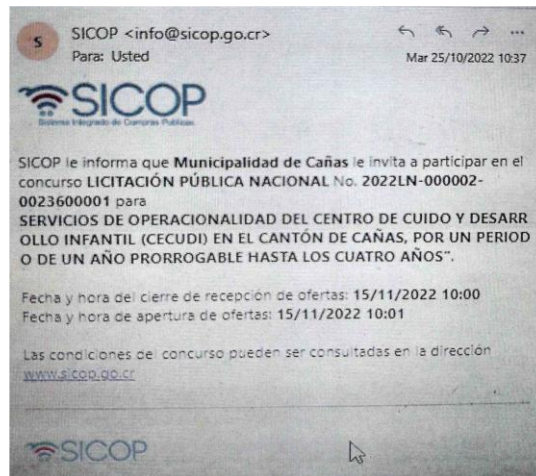 S
SICOP <info@sicop.go.cr>
Para: Usted
Mar 25/10/2022 10:37
SICOP
Sistema Integrado de Compras Públicas
SICOP le informa que Municipalidad de Cañas le invita a participar en el
concurso LICITACIÓN PÚBLICA NACIONAL No. 2022LN-000002-
0023600001 para
SERVICIOS DE OPERACIONALIDAD DEL CENTRO DE CUIDO Y DESARR
OLLO INFANTIL (CECUDI) EN EL CANTÓN DE CAÑAS, POR UN PERIOD
O DE UN AÑO PRORROGABLE HASTA LOS CUATRO AÑOS”.
Fecha y hora del cierre de recepción de ofertas: 15/11/2022 10:00
Fecha y hora de apertura de ofertas: 15/11/2022 10:01
Las condiciones del concurso pueden ser consultadas en la dirección
www.sicop.go.cr
SICOP